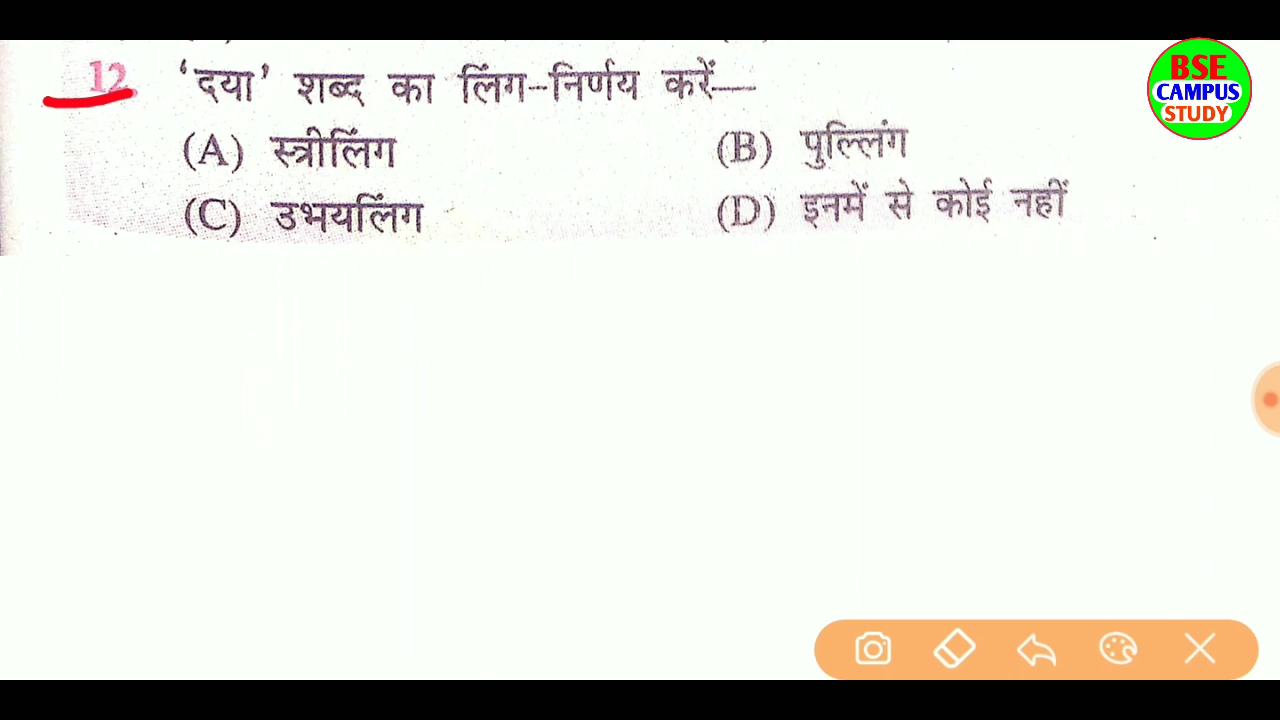 12 'दया' शब्द का लिंग-निर्णय करें—
(A) स्त्रीलिंग (B) पुल्लिंग
(C) उभयलिंग (D) इनमें से कोई नहीं
BSE
CAMPUS
STUDY